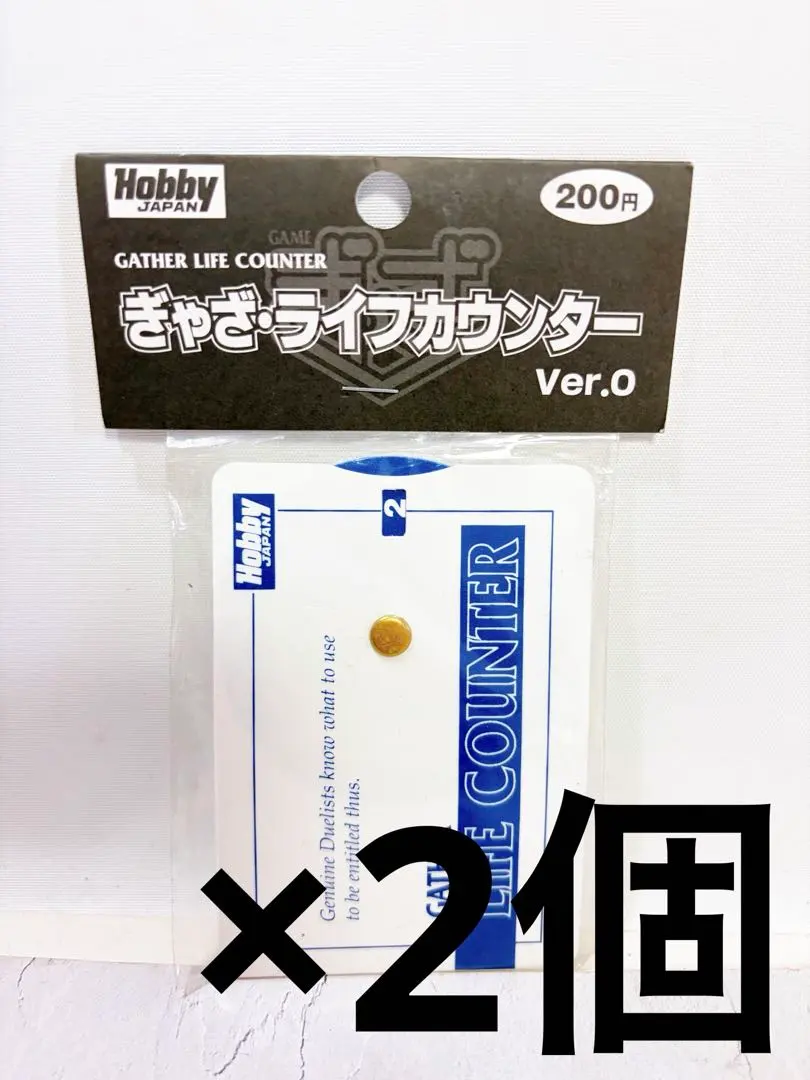 Hobby
JAPAN
200円
GAME
GATHER LIFE COUNTER
ぎゃざ・ライフカウンター
Ver.0
Hobby
JAPAN
2
Genuine Duelists know what to use
to be entitled thus.
LIFE COUNTER
×2個